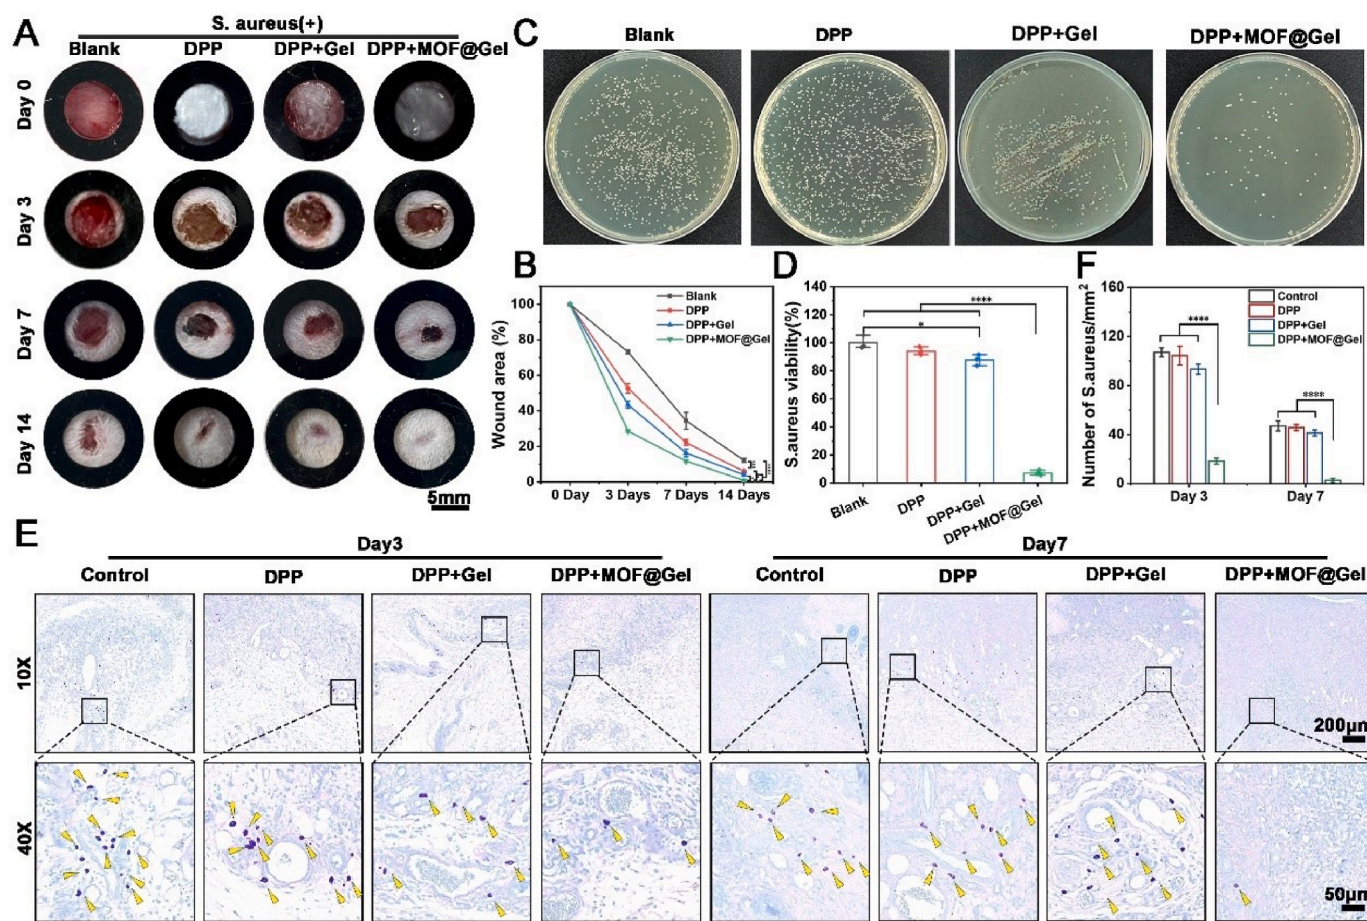 A
S. aureus(+)
Blank DPP DPP+Gel DPP+MOF@Gel
Day 0
Day 3
Day 7
Day 14
5mm
C
Blank DPP DPP+Gel DPP+MOF@Gel
B
Wound area (%)
100
80
60
40
20
0
0 Day 3 Days 7 Days 14 Days
Blank
DPP
DPP+Gel
DPP+MOF@Gel
D
S.aureus viability(%)
140
120
100
80
60
40
20
0
****
*
Blank DPP DPP+Gel DPP+MOF@Gel
F
Number of S.aureus/mm2
160
120
80
40
0
Control
DPP
DPP+Gel
DPP+MOF@Gel
****
****
Day 3 Day 7
E
Day3 Day7
Control DPP DPP+Gel DPP+MOF@Gel Control DPP DPP+Gel DPP+MOF@Gel
10X
200μm
40X
50μm